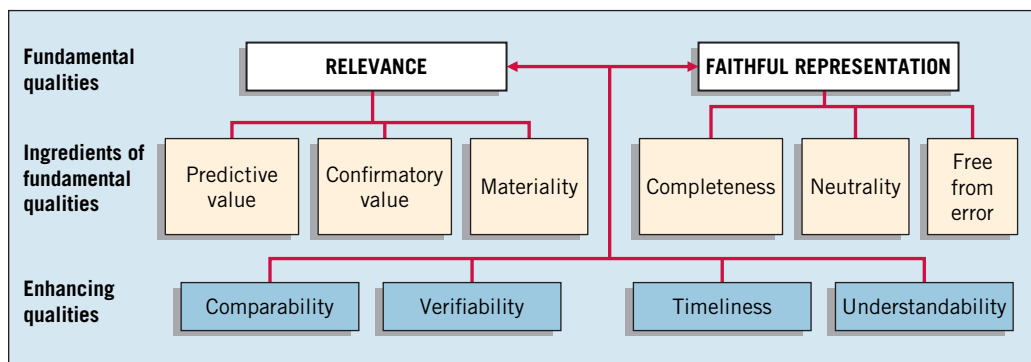 Fundamental
qualities
RELEVANCE
FAITHFUL REPRESENTATION
Ingredients of
fundamental
qualities
Predictive
value
Confirmatory
value
Materiality
Completeness
Neutrality
Free
from
error
Enhancing
qualities
Comparability
Verifiability
Timeliness
Understandability